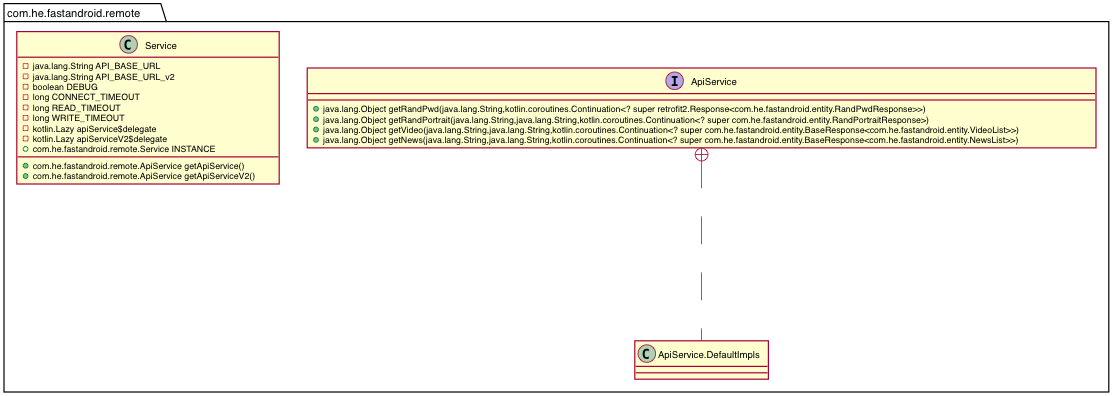 com.he.fastandroid.remote
C Service
java.lang.String API_BASE_URL
java.lang.String API_BASE_URL_v2
boolean DEBUG
long CONNECT_TIMEOUT
long READ_TIMEOUT
long WRITE_TIMEOUT
kotlin.Lazy apiService$delegate
kotlin.Lazy apiServiceV2$delegate
com.he.fastandroid.remote.Service INSTANCE
com.he.fastandroid.remote.ApiService getApiService()
com.he.fastandroid.remote.ApiService getApiServiceV2()
I ApiService
java.lang.Object getRandPwd(java.lang.String,kotlin.coroutines.Continuation<? super retrofit2.Response<com.he.fastandroid.entity.RandPwdResponse>>)
java.lang.Object getRandPortrait(java.lang.String,java.lang.String,kotlin.coroutines.Continuation<? super com.he.fastandroid.entity.RandPortraitResponse>)
java.lang.Object getVideo(java.lang.String,java.lang.String,kotlin.coroutines.Continuation<? super com.he.fastandroid.entity.BaseResponse<com.he.fastandroid.entity.VideoList>>)
java.lang.Object getNews(java.lang.String,java.lang.String,kotlin.coroutines.Continuation<? super com.he.fastandroid.entity.BaseResponse<com.he.fastandroid.entity.NewsList>>)
C ApiService.DefaultImpls